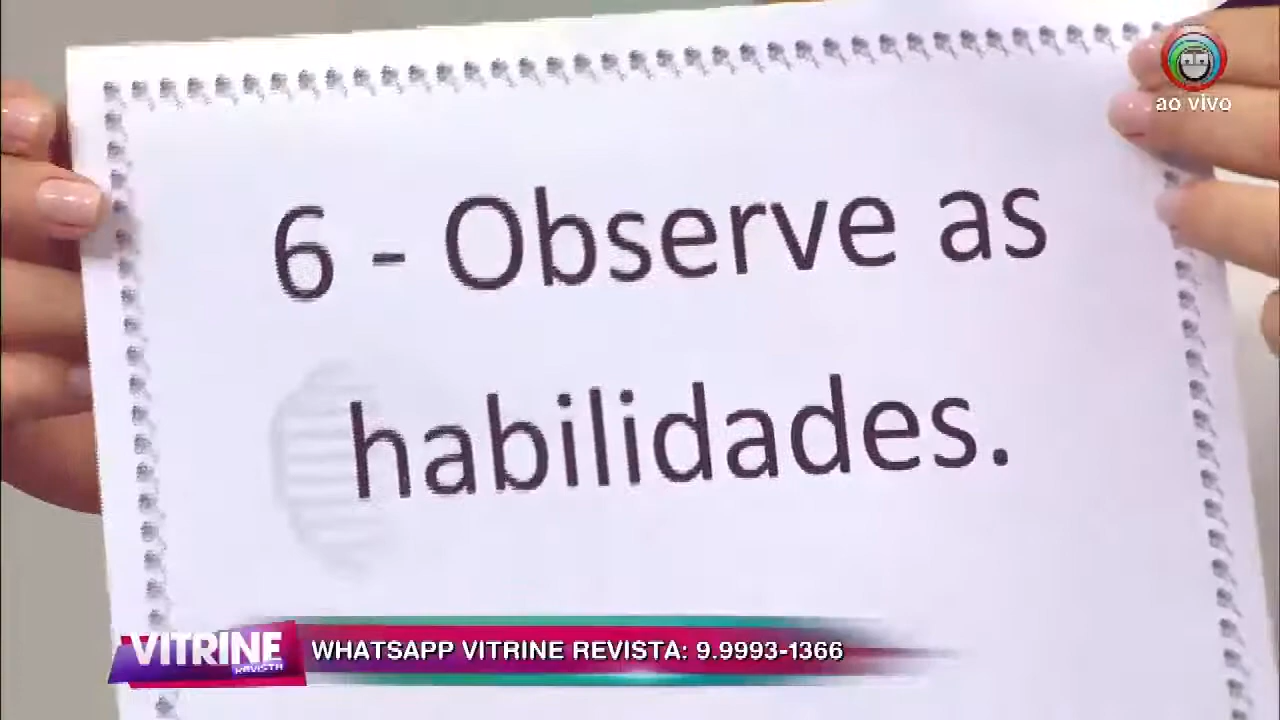 ao vivo
6 - Observe as
habilidades.
VITRINE
REVISTA
WHATSAPP VITRINE REVISTA: 9.9993-1366